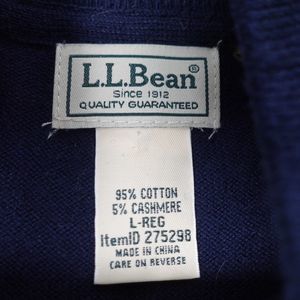 L.L.Bean®
Since 1912
QUALITY GUARANTEED
95% COTTON
5% CASHMERE
L-REG
ItemID 275298
MADE IN CHINA
CARE ON REVERSE